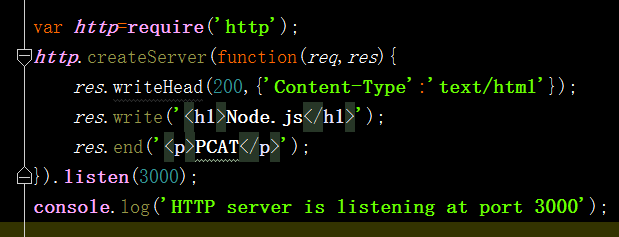 var http=require('http');
http.createServer(function(req,res){
res.writeHead(200,{'Content-Type':'text/html'});
res.write('<h1>Node.js</h1>');
res.end('<p>PCAT</p>');
}).listen(3000);
console.log('HTTP server is listening at port 3000');